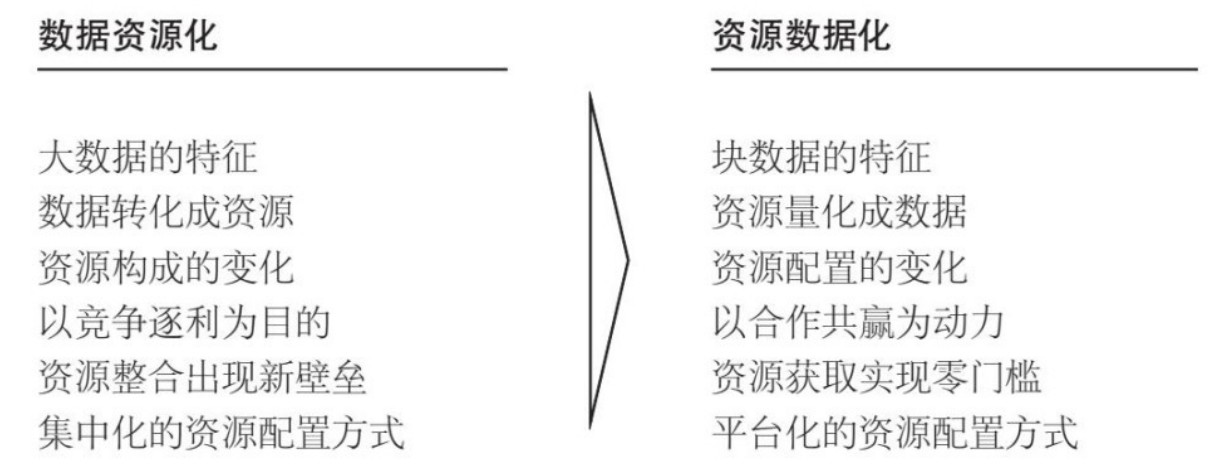 数据资源化
大数据的特征
数据转化成资源
资源构成的变化
以竞争逐利为目的
资源整合出现新壁垒
集中化的资源配置方式
资源数据化
块数据的特征
资源量化成数据
资源配置的变化
以合作共赢为动力
资源获取实现零门槛
平台化的资源配置方式